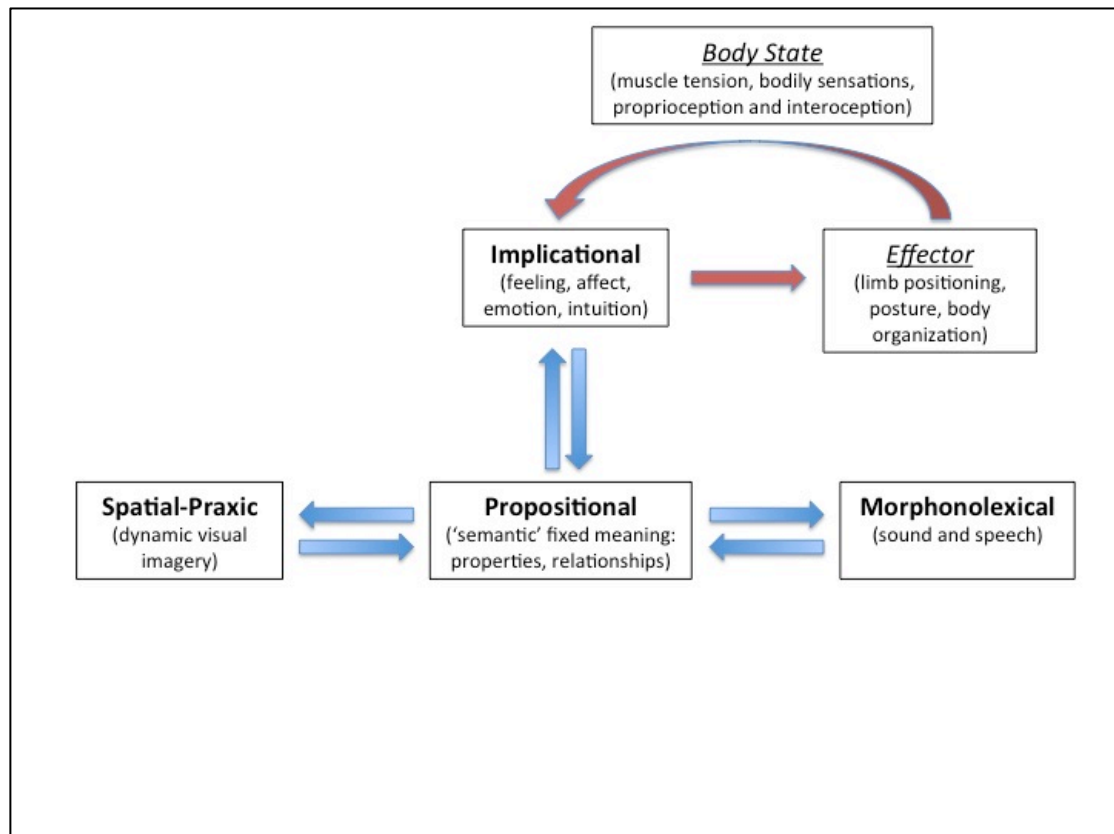 Body State
(muscle tension, bodily sensations,
proprioception and interoception)
Implicational
(feeling, affect,
emotion, intuition)
Effector
(limb positioning,
posture, body
organization)
Spatial-Praxic
(dynamic visual
imagery)
Propositional
(‘semantic’ fixed meaning:
properties, relationships)
Morphonolexical
(sound and speech)